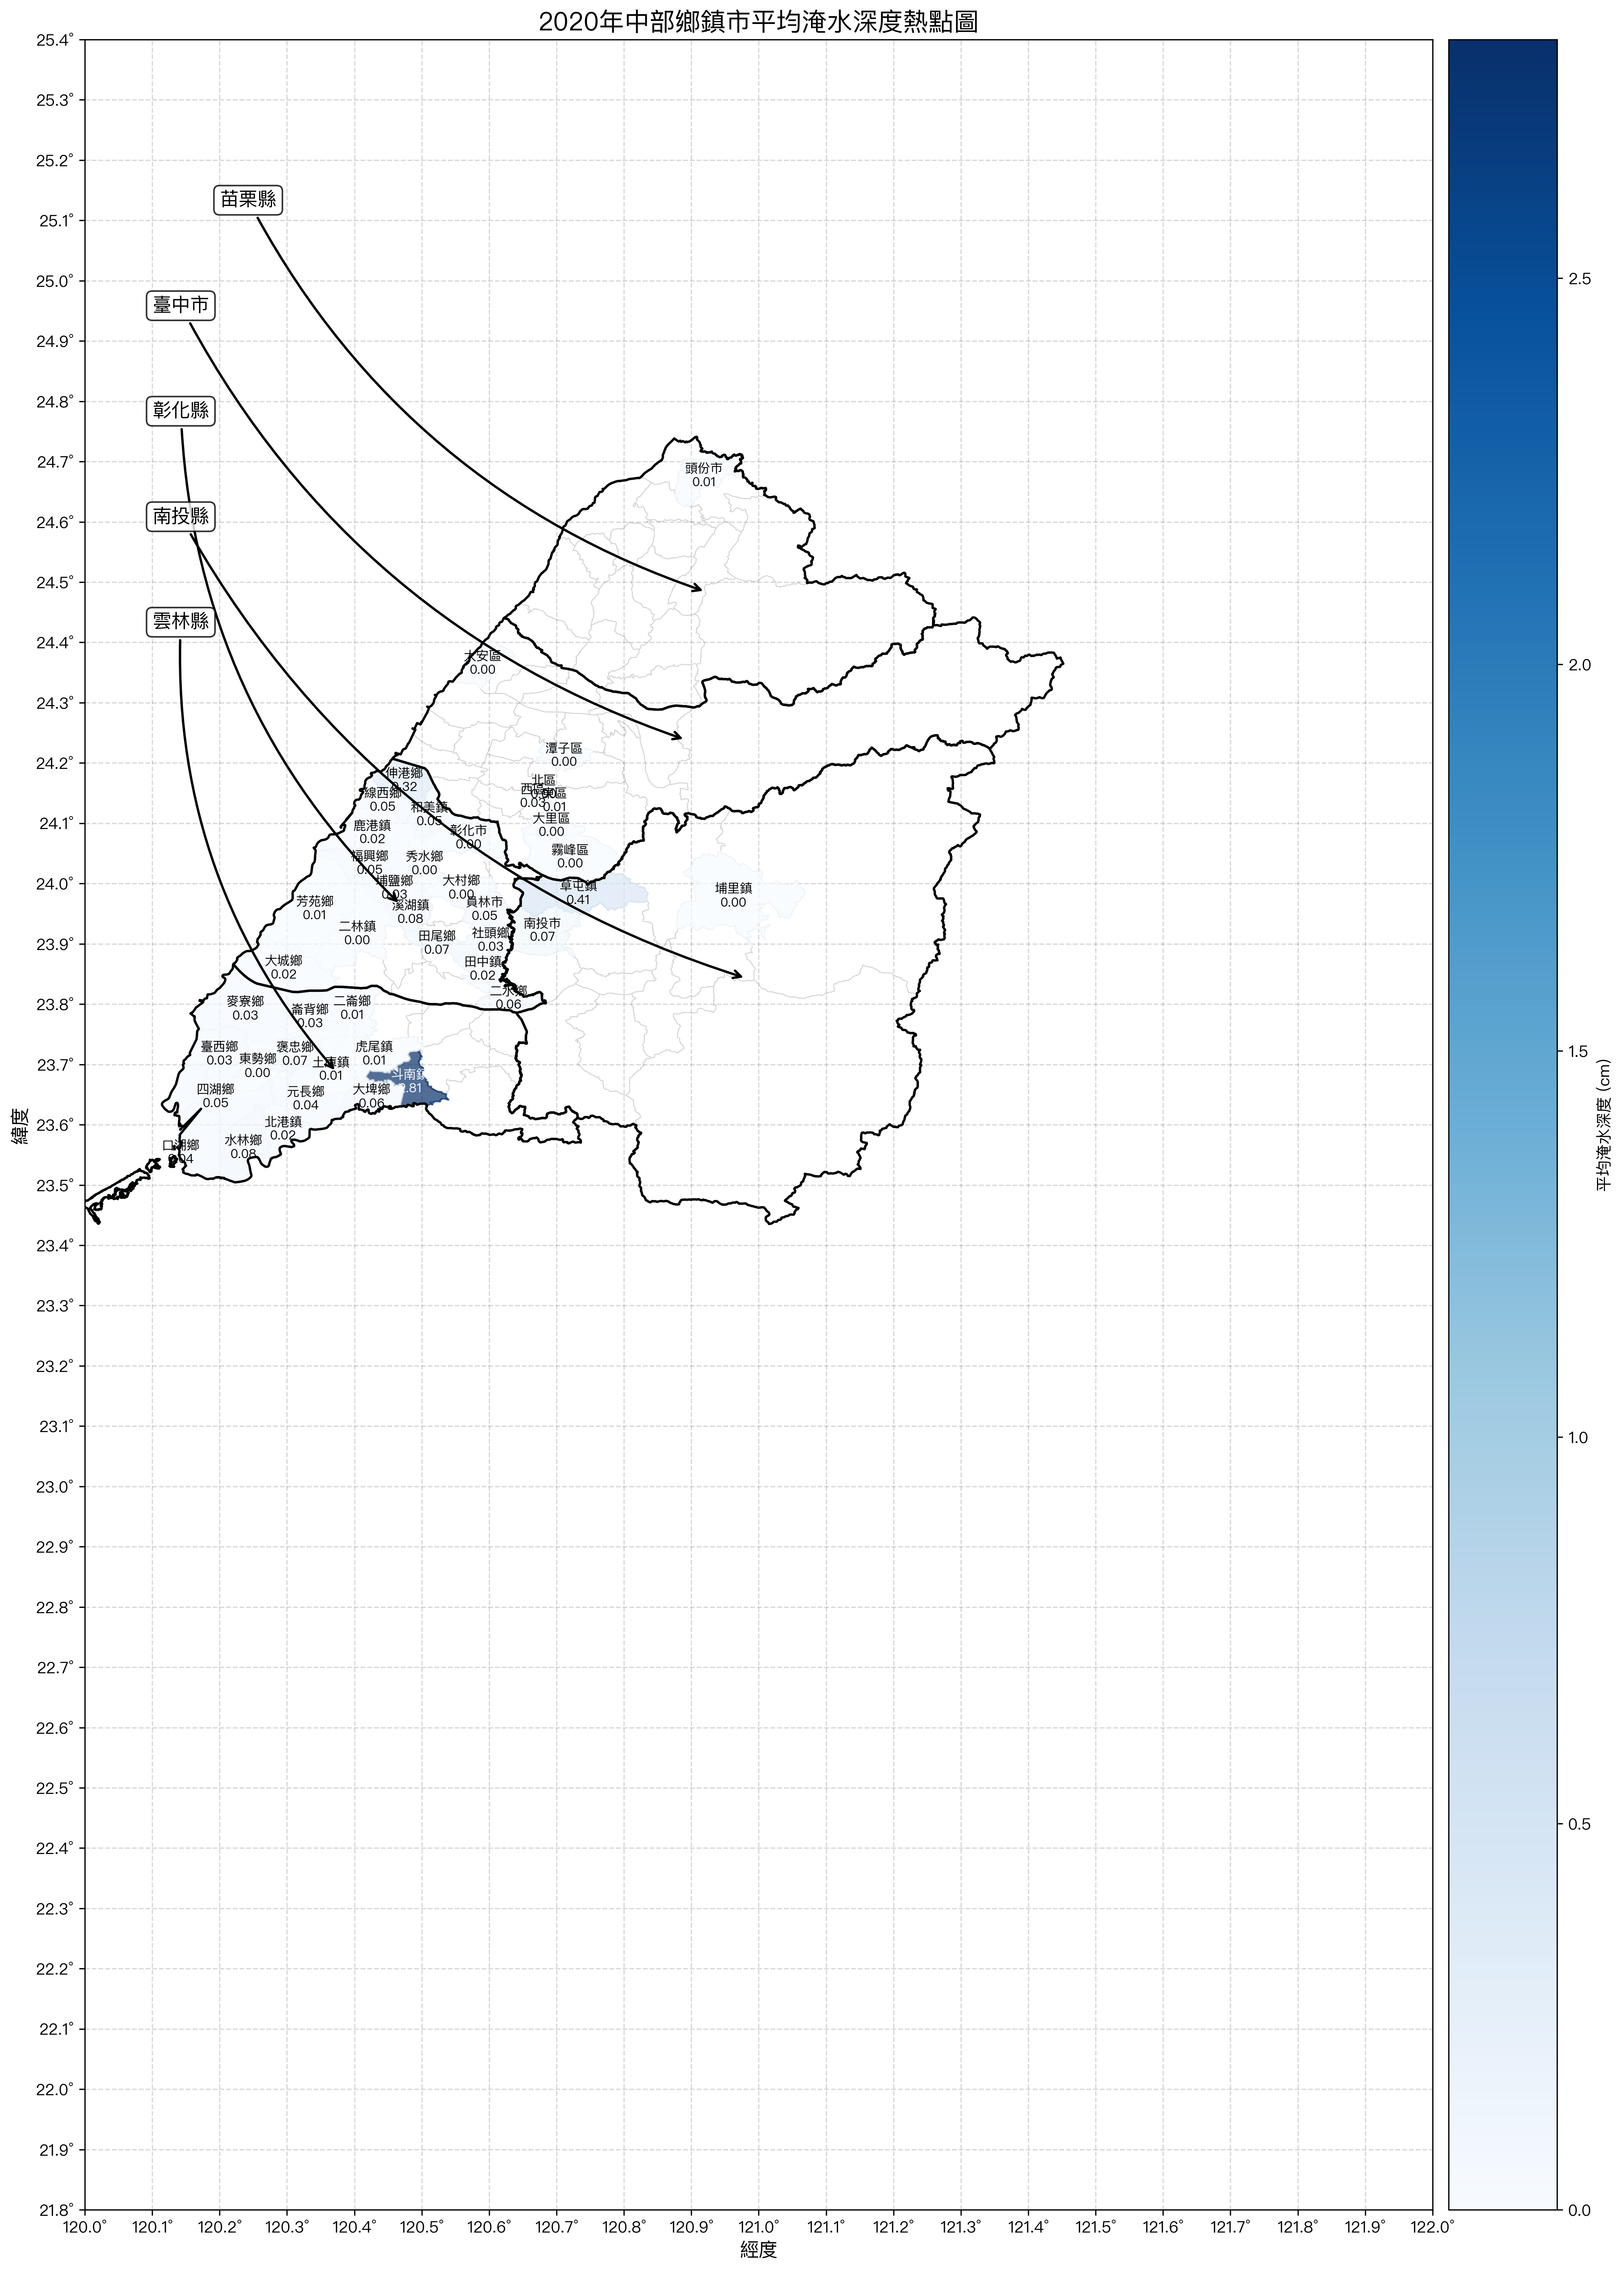 2020年中部鄉鎮市平均淹水深度熱點圖
25.4°
25.3°
25.2°
25.1°
25.0°
24.9°
24.8°
24.7°
24.6°
24.5°
24.4°
24.3°
24.2°
24.1°
24.0°
23.9°
23.8°
23.7°
23.6°
23.5°
23.4°
23.3°
23.2°
23.1°
23.0°
22.9°
22.8°
22.7°
22.6°
22.5°
22.4°
22.3°
22.2°
22.1°
22.0°
21.9°
21.8°
緯度
苗栗縣
臺中市
彰化縣
南投縣
雲林縣
頭份市
0.01
大安區
0.00
潭子區
0.00
北區
西區
0.03
東區
0.01
大里區
0.00
霧峰區
0.00
伸港鄉
0.32
線西鄉
0.05
和美鎮
0.05
鹿港鎮
0.02
彰化市
0.00
福興鄉
0.05
秀水鄉
0.00
埔鹽鄉
0.03
大村鄉
0.00
草屯鎮
0.41
埔里鎮
0.00
芳苑鄉
0.01
溪湖鎮
0.08
員林市
0.05
南投市
0.07
二林鎮
0.00
田尾鄉
0.07
社頭鄉
0.03
大城鄉
0.02
田中鎮
0.02
二水鄉
0.06
麥寮鄉
0.03
崙背鄉
0.03
二崙鄉
0.01
臺西鄉
0.03
東勢鄉
0.00
褒忠鄉
0.07
土庫鎮
0.01
虎尾鎮
0.01
斗南鎮
2.81
四湖鄉
0.05
元長鄉
0.04
大埤鄉
0.06
北港鎮
0.02
口湖鄉
0.04
水林鄉
0.08
120.0°
120.1°
120.2°
120.3°
120.4°
120.5°
120.6°
120.7°
120.8°
120.9°
121.0°
121.1°
121.2°
121.3°
121.4°
121.5°
121.6°
121.7°
121.8°
121.9°
122.0°
經度
2.5
2.0
1.5
1.0
0.5
0.0
平均淹水深度 (cm)